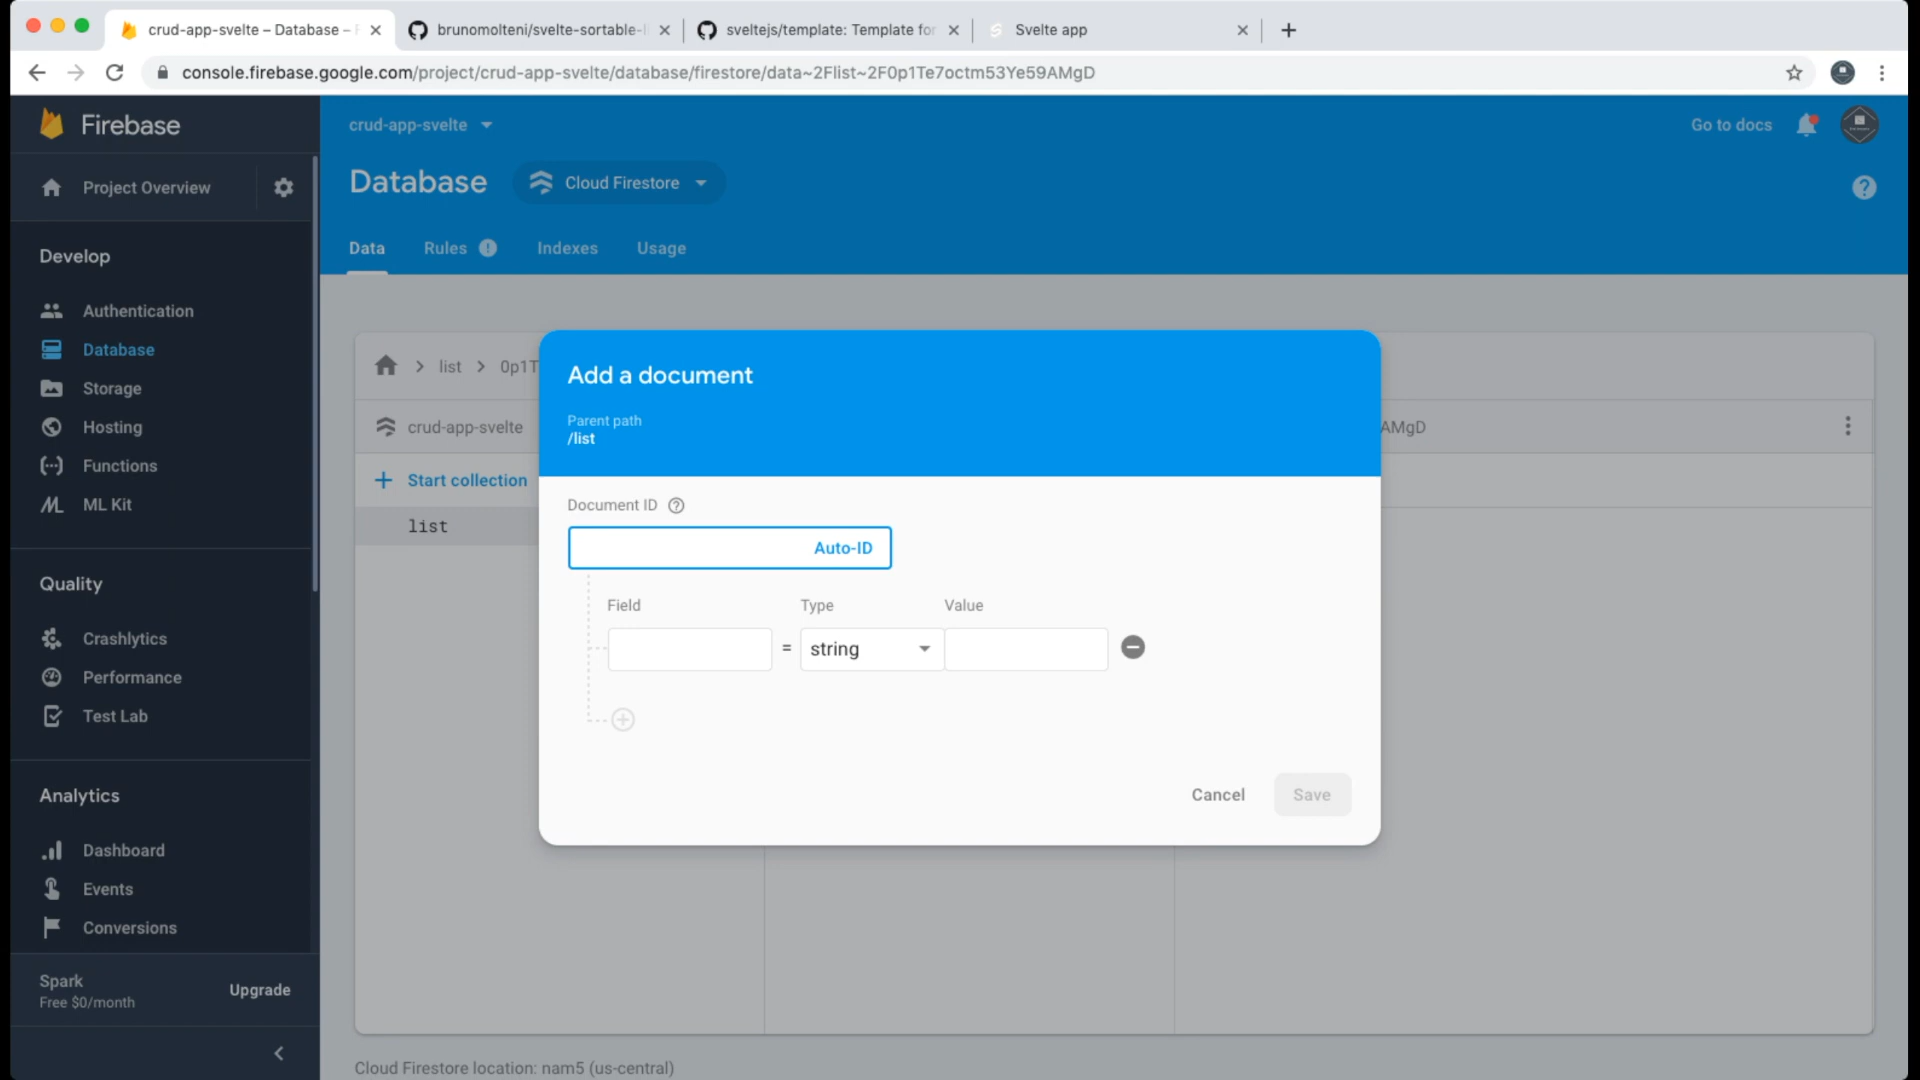 crud-app-svelte – Database –
brunomolteni/svelte-sortable-
sveltejs/template: Template for
Svelte app
console.firebase.google.com/project/crud-app-svelte/database/firestore/data~2Flist~2F0p1Te7octm53Ye59AMgD
Firebase
crud-app-svelte
Go to docs
Project Overview
Database
Cloud Firestore
Data
Rules
Indexes
Usage
Develop
Authentication
Database
Storage
Hosting
Functions
ML Kit
Quality
Crashlytics
Performance
Test Lab
Analytics
Dashboard
Events
Conversions
Spark
Free $0/month
Upgrade
list
0p1T
crud-app-svelte
AMgD
Start collection
list
Add a document
Parent path
/list
Document ID
Auto-ID
Field
Type
Value
=
string
Cancel
Save
Cloud Firestore location: nam5 (us-central)